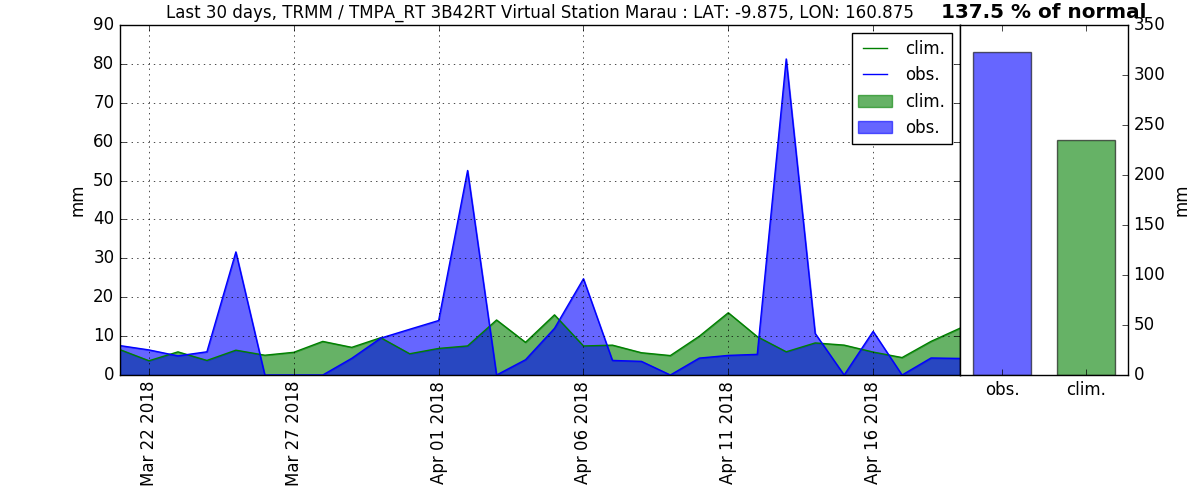 Last 30 days, TRMM / TMPA_RT 3B42RT Virtual Station Marau : LAT: -9.875, LON: 160.875
137.5 % of normal
90
80
70
60
50
40
30
20
10
0
mm
clim.
obs.
clim.
obs.
Mar 22 2018
Mar 27 2018
Apr 01 2018
Apr 06 2018
Apr 11 2018
Apr 16 2018
350
300
250
200
150
100
50
0
mm
obs.
clim.